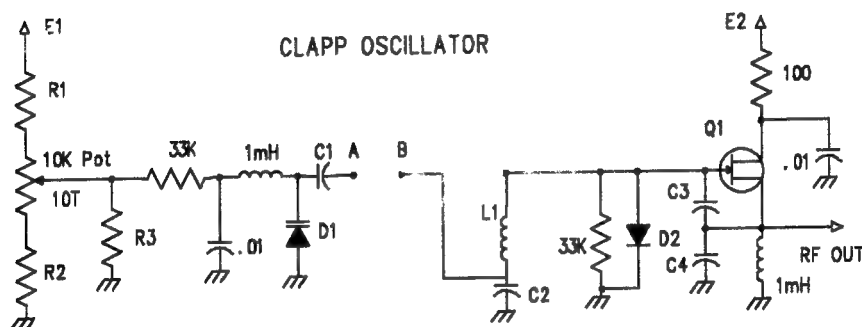 E1
CLAPP OSCILLATOR
E2
R1
100
10K Pot
10T
33K
1mH
C1
A
B
Q1
.01
R3
.01
D1
L1
33K
D2
C3
R2
C2
C4
RF OUT
1mH